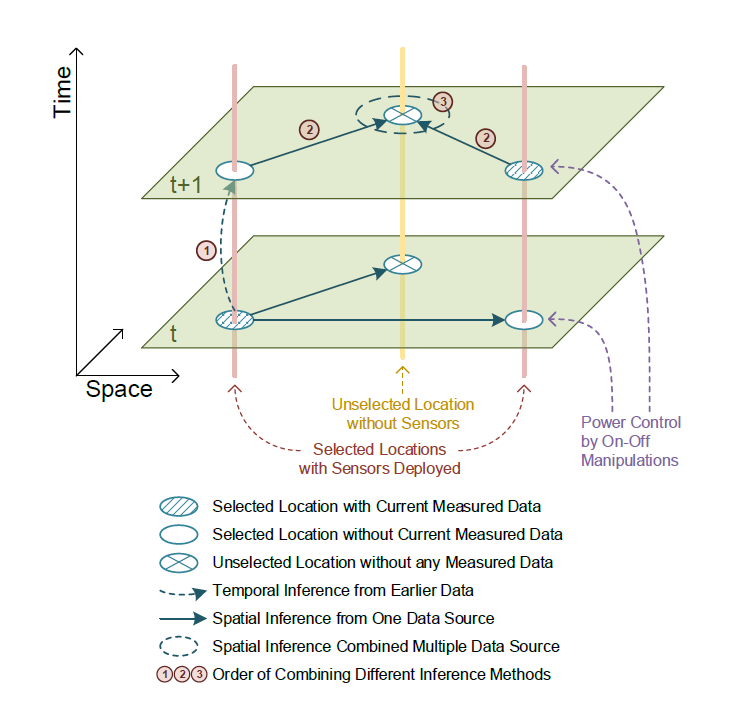 Time
3
2
2
t+1
1
t
Space
Unselected Location
without Sensors
Power Control
by On-Off
Manipulations
Selected Locations
with Sensors Deployed
Selected Location with Current Measured Data
Selected Location without Current Measured Data
Unselected Location without any Measured Data
Temporal Inference from Earlier Data
Spatial Inference from One Data Source
Spatial Inference Combined Multiple Data Source
1 2 3 Order of Combining Different Inference Methods